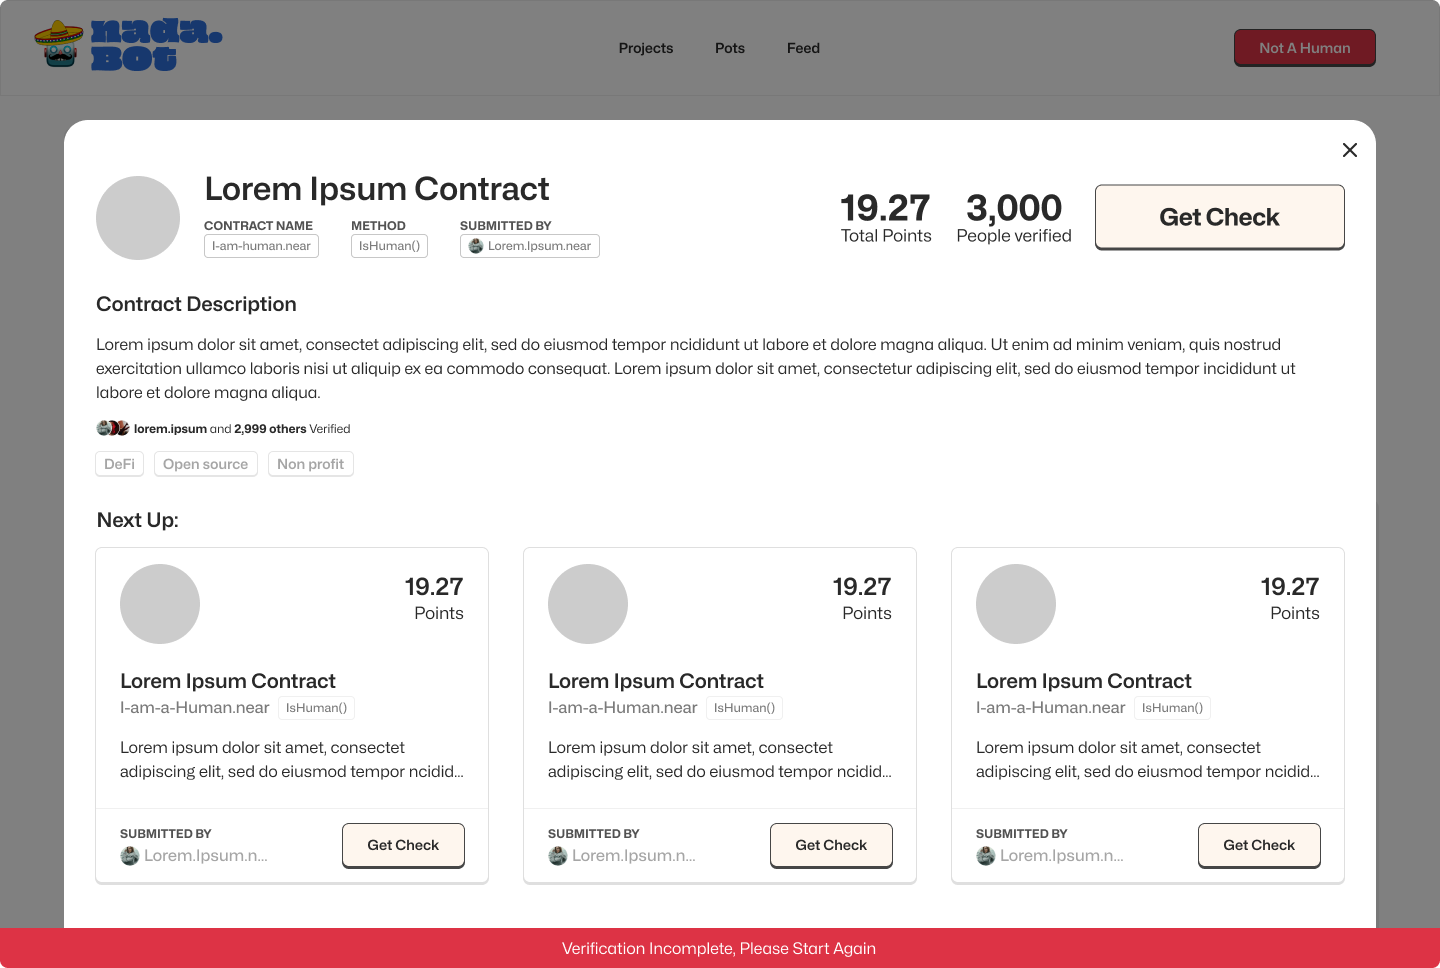 nada.
BOT
Projects
Pots
Feed
Not A Human
Lorem Ipsum Contract
CONTRACT NAME
METHOD
SUBMITTED BY
I-am-human.near
IsHuman()
Lorem.Ipsum.near
19.27
Total Points
3,000
People verified
Get Check
Contract Description
Lorem ipsum dolor sit amet, consectet adipiscing elit, sed do eiusmod tempor ncididunt ut labore et dolore magna aliqua. Ut enim ad minim veniam, quis nostrud
exercitation ullamco laboris nisi ut aliquip ex ea commodo consequat. Lorem ipsum dolor sit amet, consectetur adipiscing elit, sed do eiusmod tempor incididunt ut
labore et dolore magna aliqua.
lorem.ipsum and 2,999 others Verified
DeFi
Open source
Non profit
Next Up:
19.27
Points
Lorem Ipsum Contract
I-am-a-Human.near IsHuman()
Lorem ipsum dolor sit amet, consectet
adipiscing elit, sed do eiusmod tempor ncidid...
SUBMITTED BY
Lorem.Ipsum.n...
Get Check
19.27
Points
Lorem Ipsum Contract
I-am-a-Human.near IsHuman()
Lorem ipsum dolor sit amet, consectet
adipiscing elit, sed do eiusmod tempor ncidid...
SUBMITTED BY
Lorem.Ipsum.n...
Get Check
19.27
Points
Lorem Ipsum Contract
I-am-a-Human.near IsHuman()
Lorem ipsum dolor sit amet, consectet
adipiscing elit, sed do eiusmod tempor ncidid...
SUBMITTED BY
Lorem.Ipsum.n...
Get Check
Verification Incomplete, Please Start Again